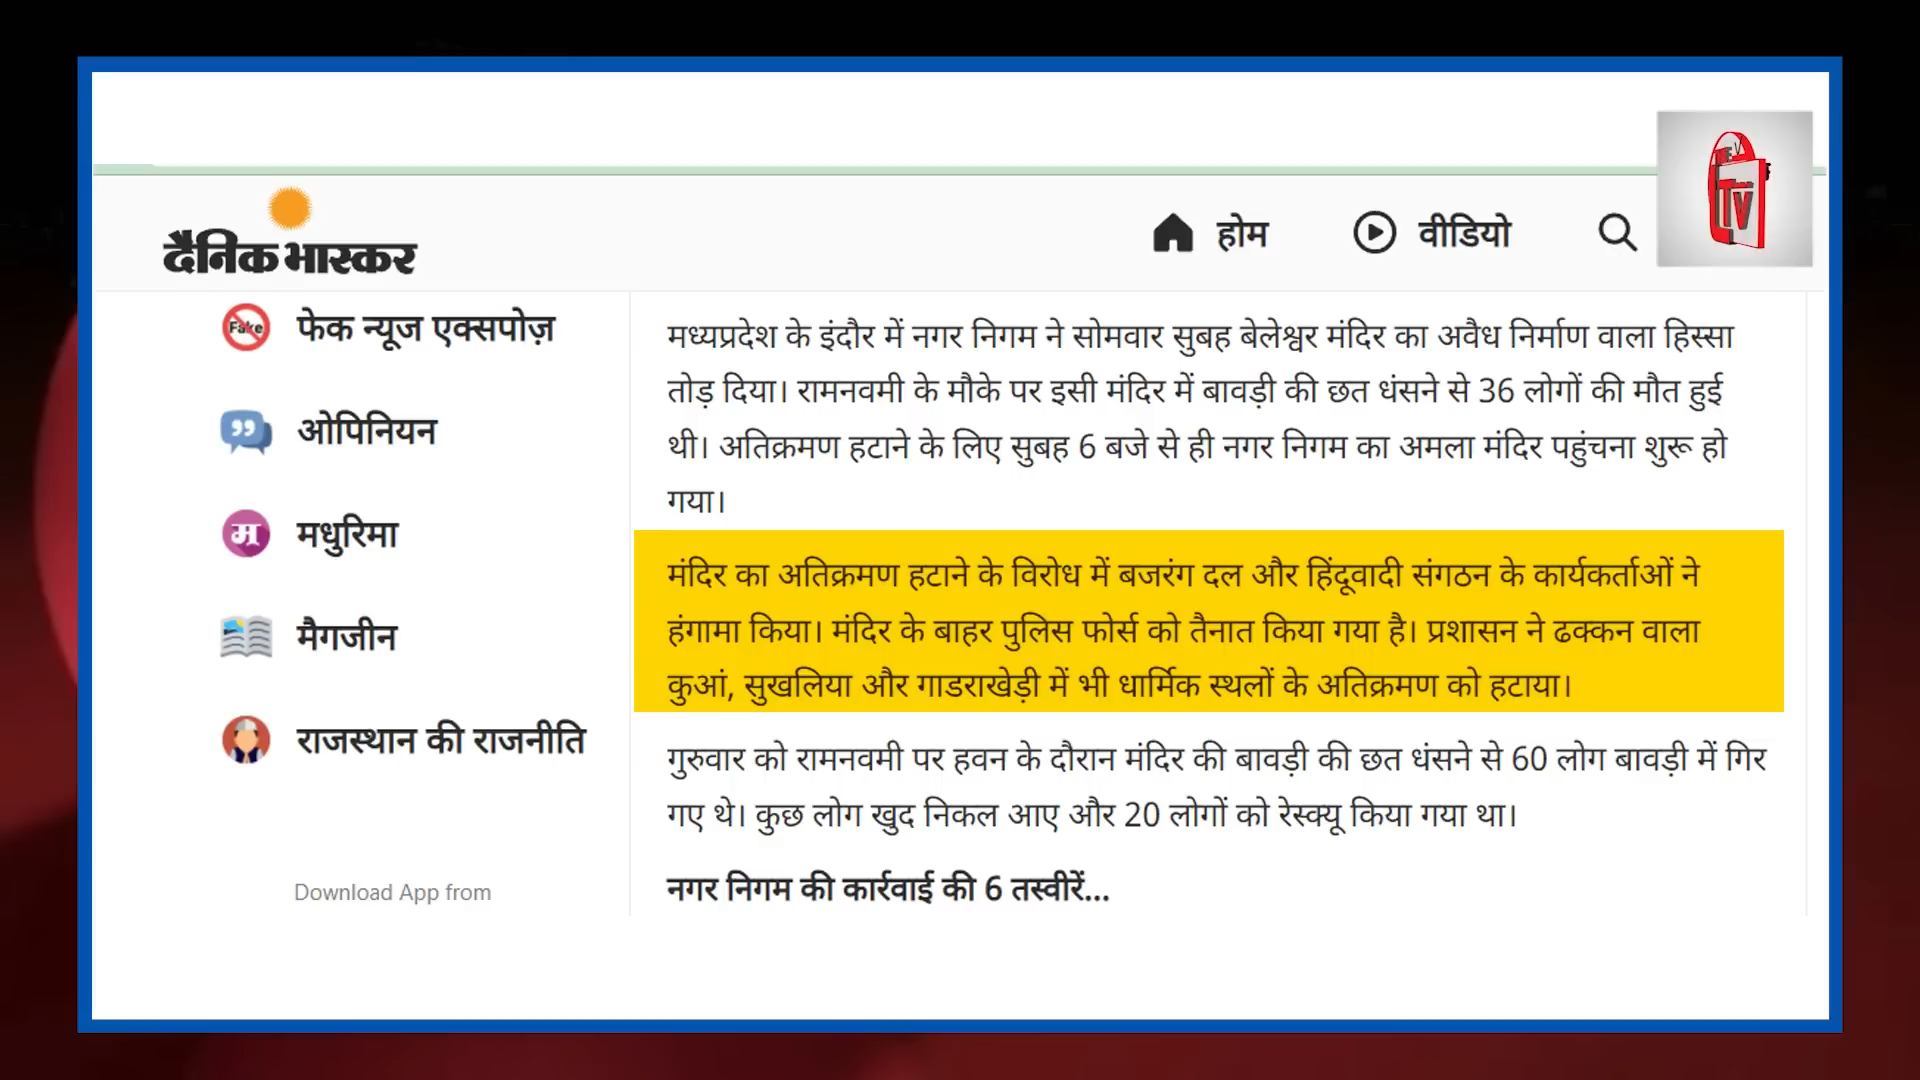 दैनिक भास्कर
होम
वीडियो
TV
Fake
फेक न्यूज एक्सपोज़
ओपिनियन
म
मधुरिमा
मैगजीन
राजस्थान की राजनीति
Download App from
मध्यप्रदेश के इंदौर में नगर निगम ने सोमवार सुबह बेलेश्वर मंदिर का अवैध निर्माण वाला हिस्सा
तोड़ दिया। रामनवमी के मौके पर इसी मंदिर में बावड़ी की छत धंसने से 36 लोगों की मौत हुई
थी। अतिक्रमण हटाने के लिए सुबह 6 बजे से ही नगर निगम का अमला मंदिर पहुंचना शुरू हो
गया।
मंदिर का अतिक्रमण हटाने के विरोध में बजरंग दल और हिंदूवादी संगठन के कार्यकर्ताओं ने
हंगामा किया। मंदिर के बाहर पुलिस फोर्स को तैनात किया गया है। प्रशासन ने ढक्कन वाला
कुआं, सुखलिया और गाडराखेड़ी में भी धार्मिक स्थलों के अतिक्रमण को हटाया।
गुरुवार को रामनवमी पर हवन के दौरान मंदिर की बावड़ी की छत धंसने से 60 लोग बावड़ी में गिर
गए थे। कुछ लोग खुद निकल आए और 20 लोगों को रेस्क्यू किया गया था।
नगर निगम की कार्रवाई की 6 तस्वीरें...